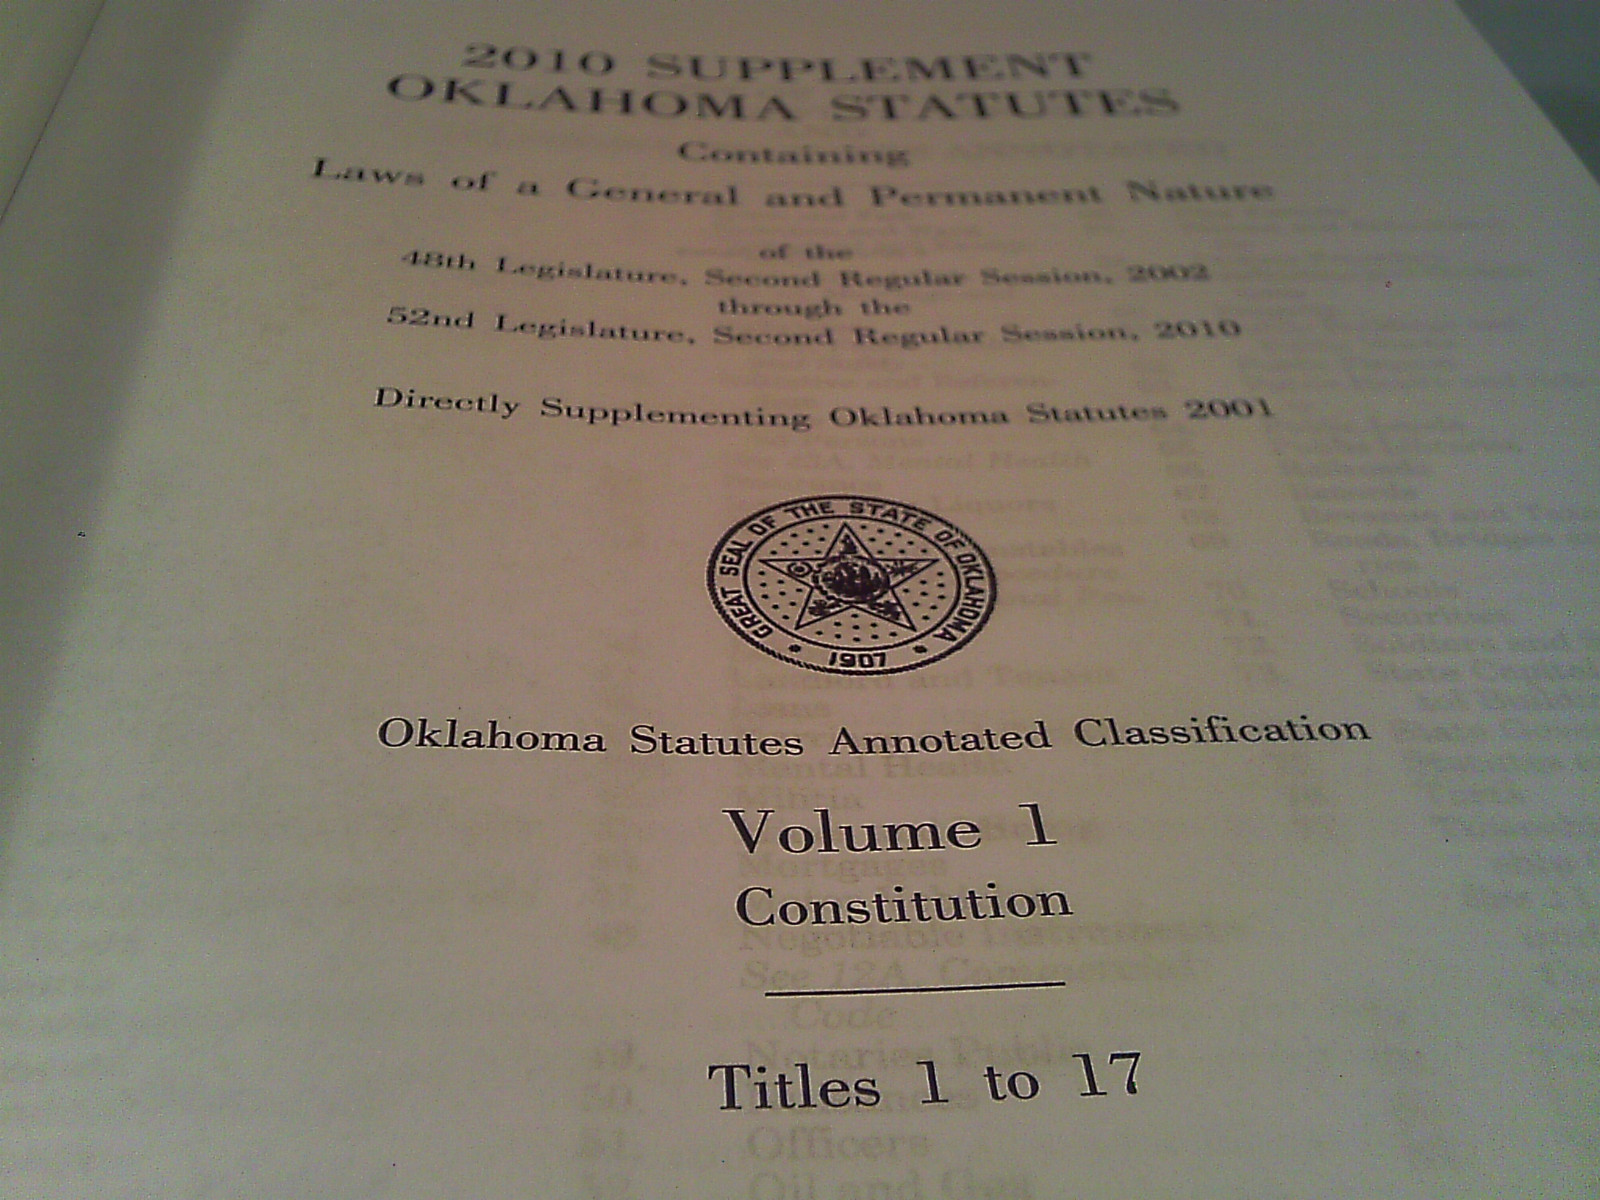 2010 SUPPLEMENT
OKLAHOMA STATUTES
Containing
Laws of a General and Permanent Nature
of the
48th Legislature, Second Regular Session, 2002
through the
52nd Legislature, Second Regular Session, 2010
Directly Supplementing Oklahoma Statutes 2001
GREAT SEAL OF THE STATE OF OKLAHOMA
1907
Oklahoma Statutes Annotated Classification
Volume 1
Constitution
Titles 1 to 17